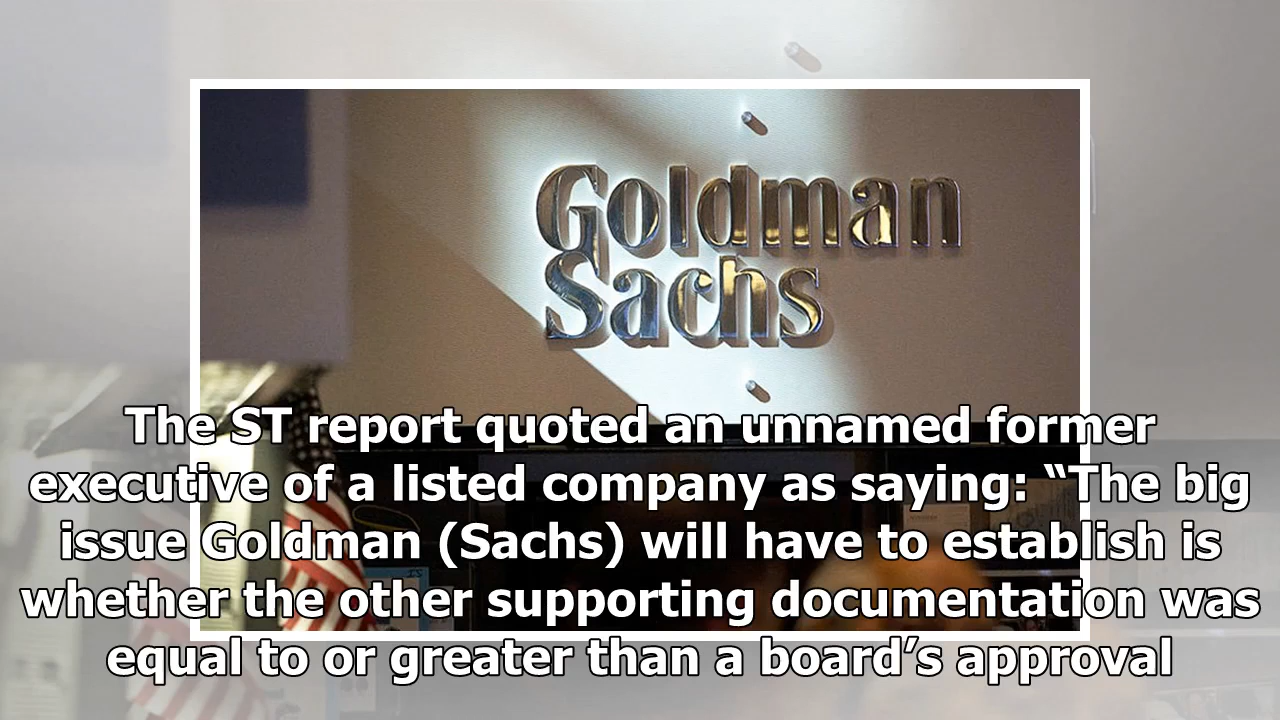 Goldman
Sachs
The ST report quoted an unnamed former
executive of a listed company as saying: “The big
issue Goldman (Sachs) will have to establish is
whether the other supporting documentation was
equal to or greater than a board’s approval